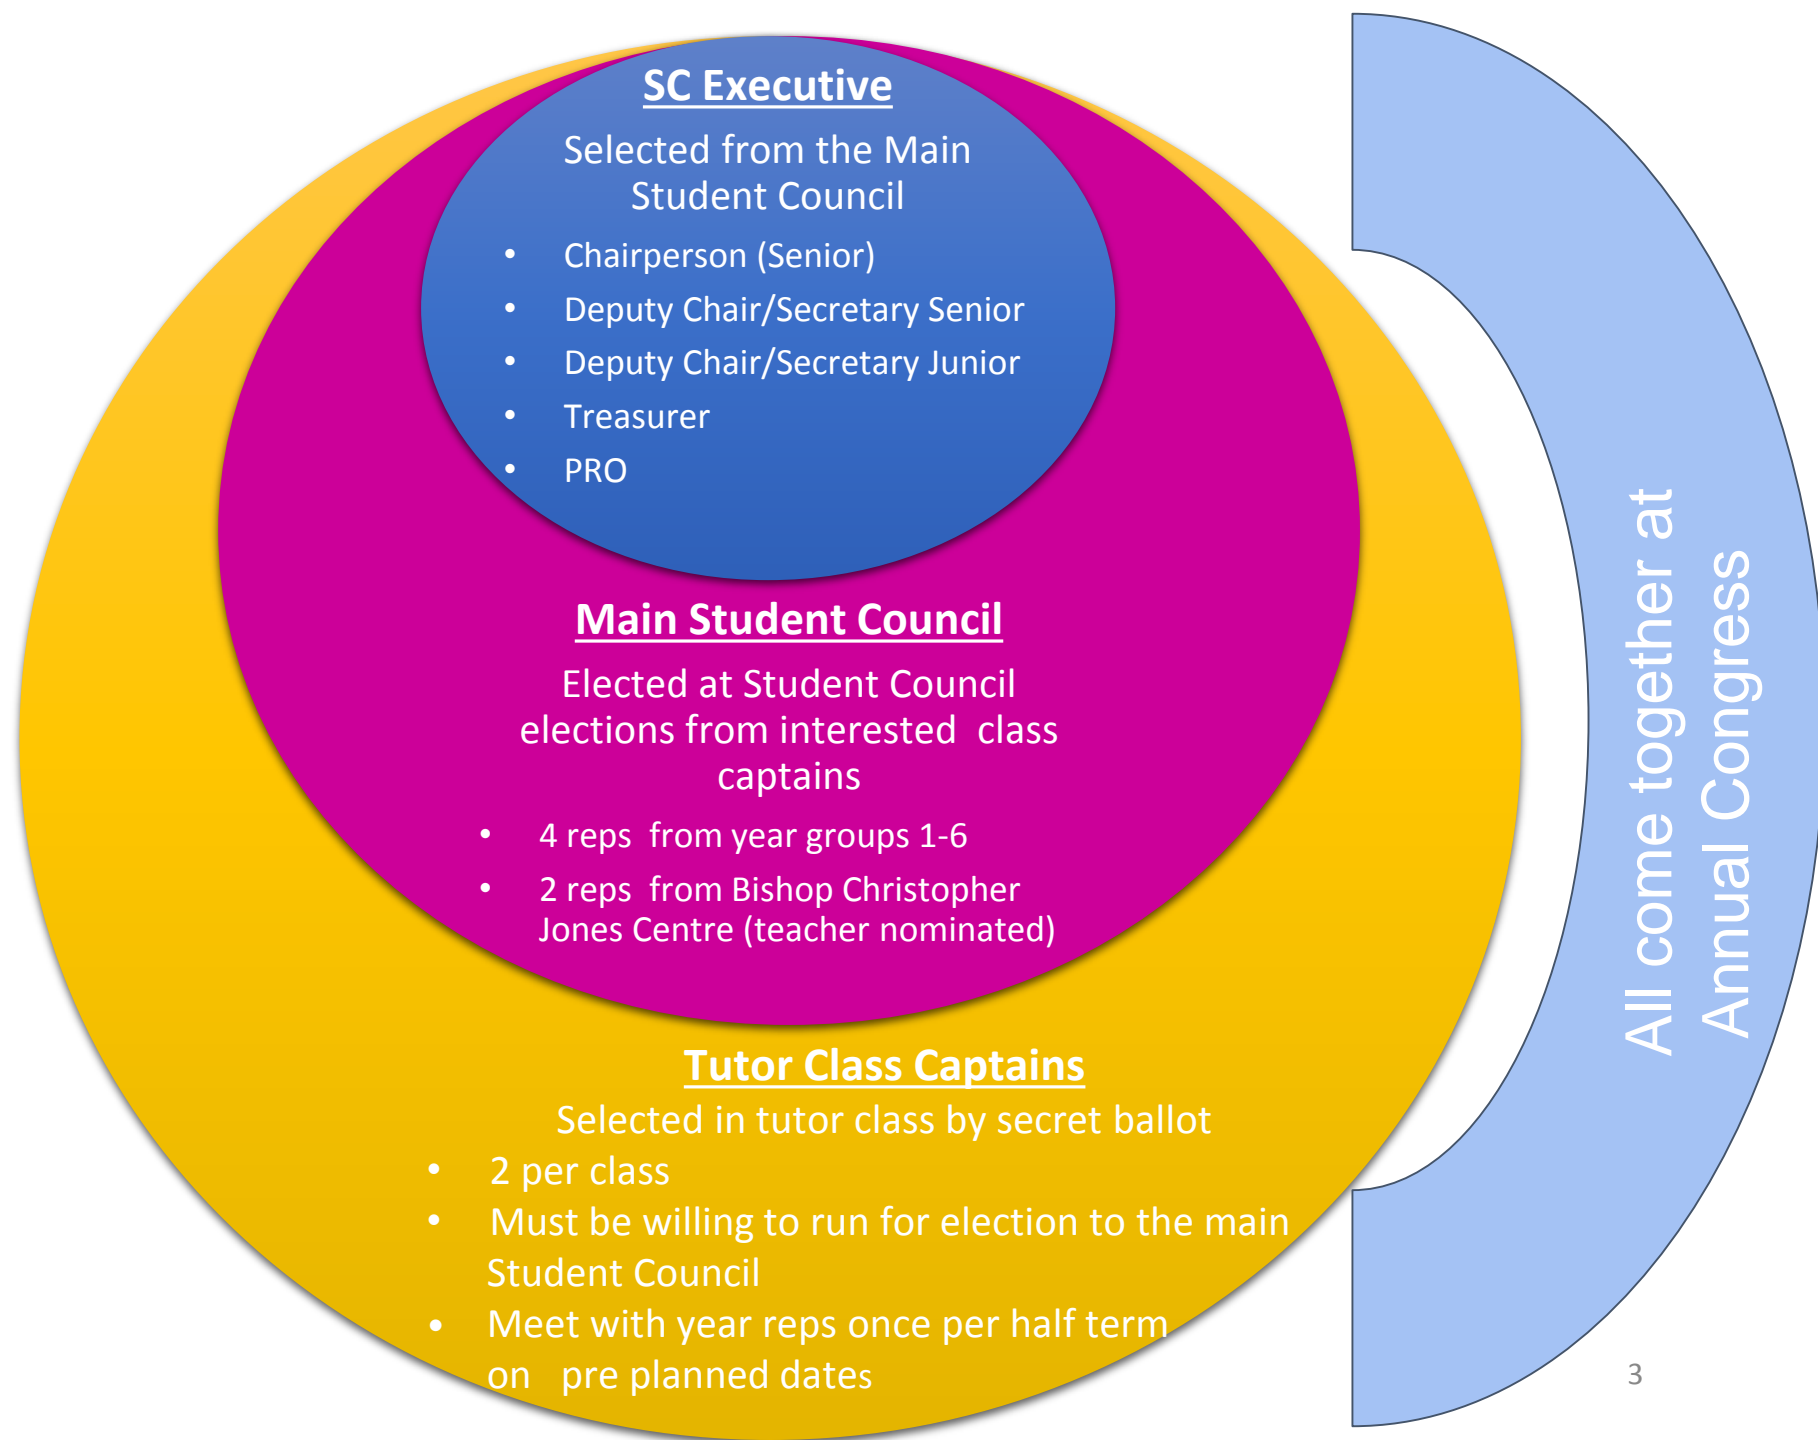 SC Executive
Selected from the Main
Student Council
• Chairperson (Senior)
• Deputy Chair/Secretary Senior
• Deputy Chair/Secretary Junior
• Treasurer
• PRO
Main Student Council
Elected at Student Council
elections from interested class
captains
• 4 reps from year groups 1-6
• 2 reps from Bishop Christopher
Jones Centre (teacher nominated)
Tutor Class Captains
Selected in tutor class by secret ballot
• 2 per class
• Must be willing to run for election to the main
Student Council
• Meet with year reps once per half term
on pre planned dates
All come together at
Annual Congress
3